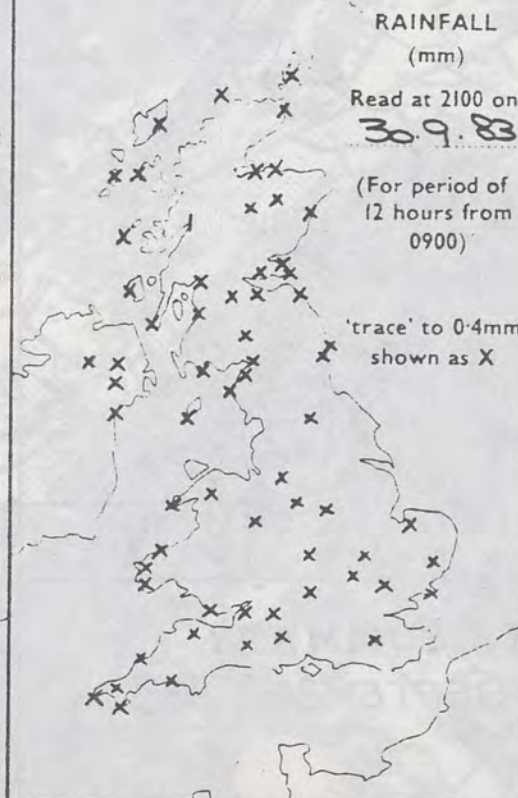 RAINFALL
(mm)
Read at 2100 on
30.9.83
(For period of
12 hours from
0900)
'trace' to 0·4mm
shown as X